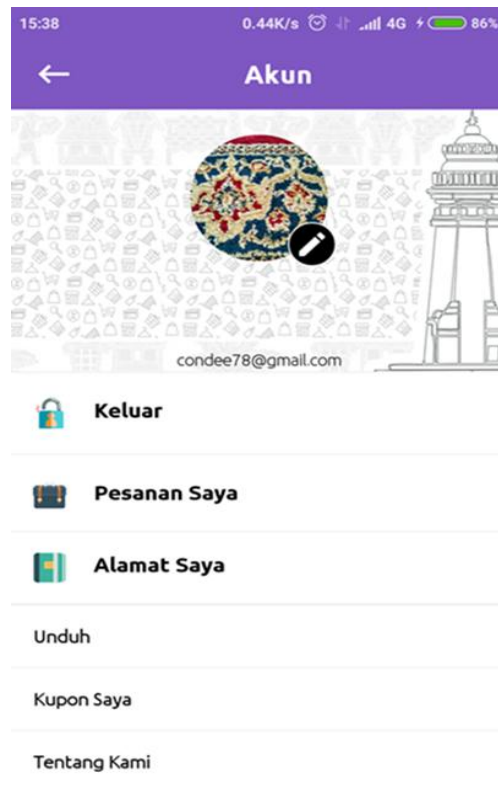 15:38 0.44K/s 4G 86%
Akun
condee78@gmail.com
Keluar
Pesanan Saya
Alamat Saya
Unduh
Kupon Saya
Tentang Kami